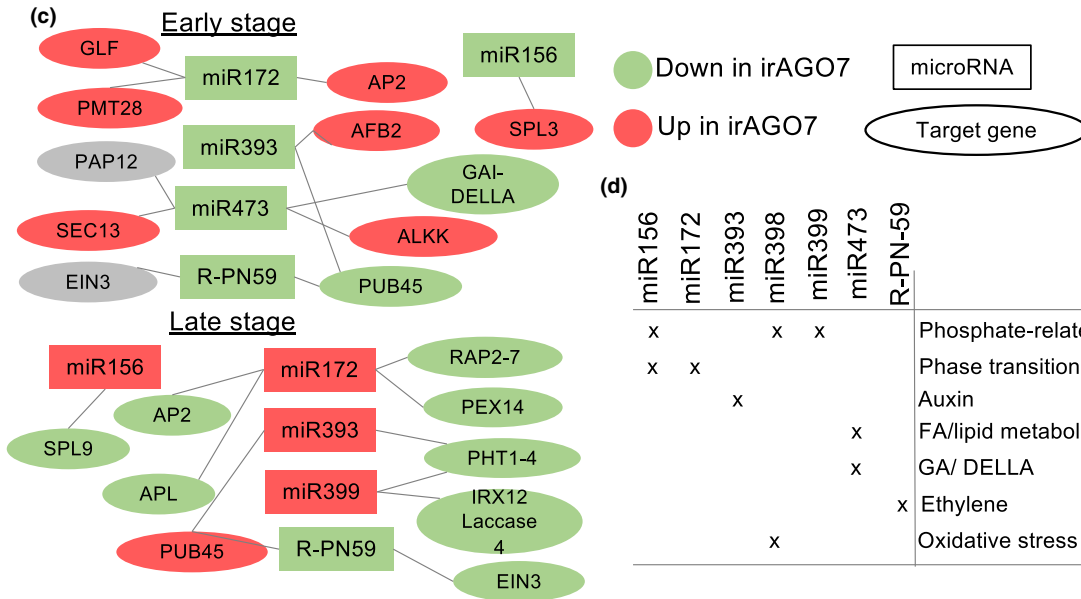 (c)
Early stage
GLF
miR172
PMT28
AP2
miR156
SPL3
miR393
AFB2
PAP12
miR473
GAI-
DELLA
SEC13
ALKK
EIN3
R-PN59
PUB45
Down in irAGO7
microRNA
Up in irAGO7
Target gene
Late stage
miR156
miR172
RAP2-7
AP2
PEX14
SPL9
miR393
PHT1-4
APL
miR399
IRX12
Laccase
4
PUB45
R-PN59
EIN3
(d)
miR156 miR172 miR393 miR398 miR399 miR473 R-PN-59
x x x Phosphate-relate
x x Phase transition
x Auxin
x FA/lipid metabol
x GA/ DELLA
x Ethylene
x Oxidative stress